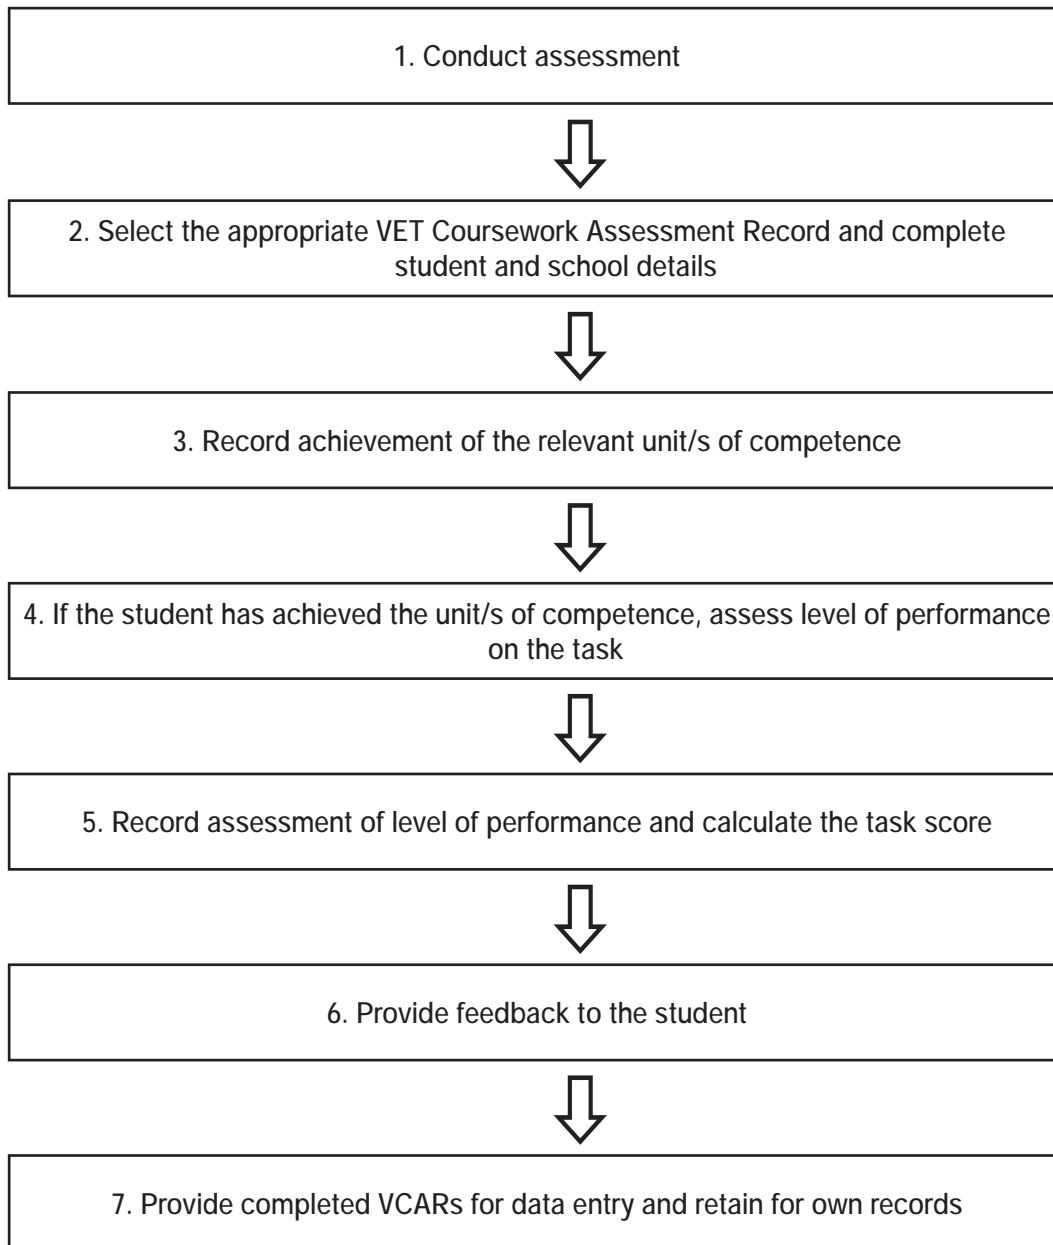 1. Conduct assessment
2. Select the appropriate VET Coursework Assessment Record and complete
student and school details
3. Record achievement of the relevant unit/s of competence
4. If the student has achieved the unit/s of competence, assess level of performance
on the task
5. Record assessment of level of performance and calculate the task score
6. Provide feedback to the student
7. Provide completed VCARs for data entry and retain for own records